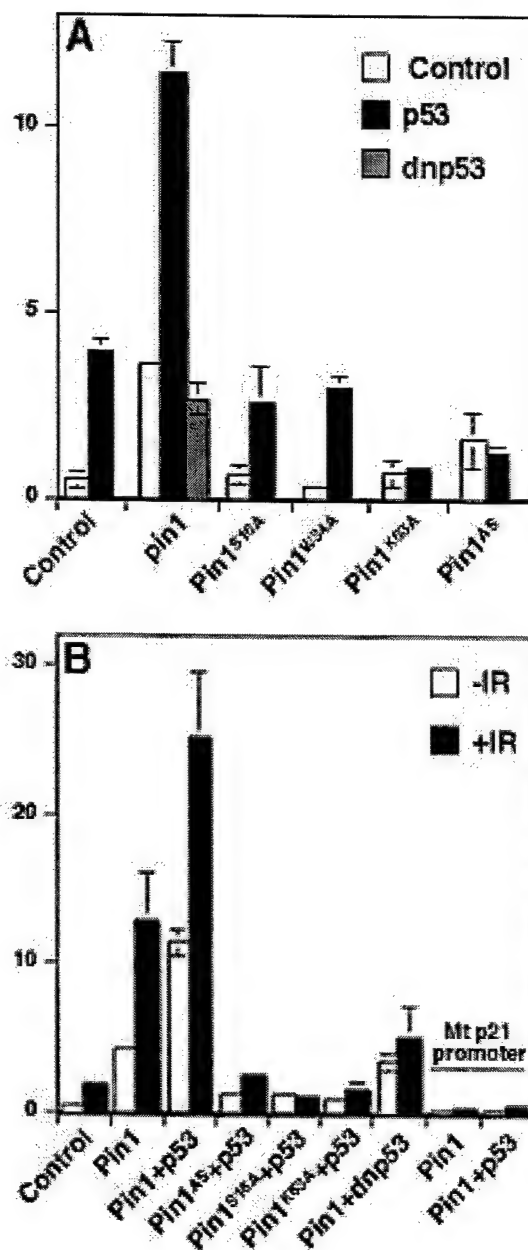 A
Control
p53
dnp53
10
5
0
Control
pin1
Pin1S16A
Pin1W34A
Pin1K63A
Pin1AS
B
-IR
+IR
30
20
10
0
Mt p21
promoter
Control
Pin1
Pin1+p53
Pin1AS+p53
Pin1S16A+p53
Pin1K63A+p53
Pin1+dnp53
Pin1
Pin1+p53